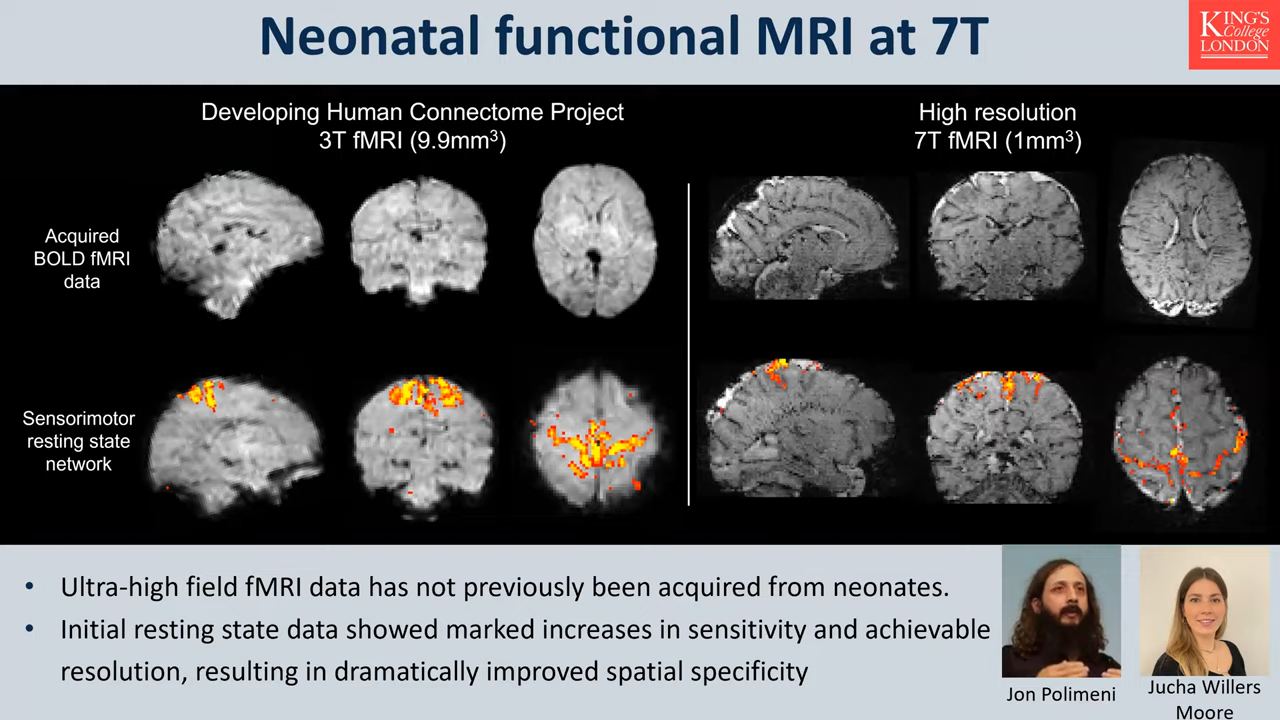 Neonatal functional MRI at 7T
KING'S
College
LONDON
Developing Human Connectome Project
3T fMRI (9.9mm³)
High resolution
7T fMRI (1mm³)
Acquired
BOLD fMRI
data
Sensorimotor
resting state
network
• Ultra-high field fMRI data has not previously been acquired from neonates.
• Initial resting state data showed marked increases in sensitivity and achievable
resolution, resulting in dramatically improved spatial specificity
Jon Polimeni
Jucha Willers
Moore